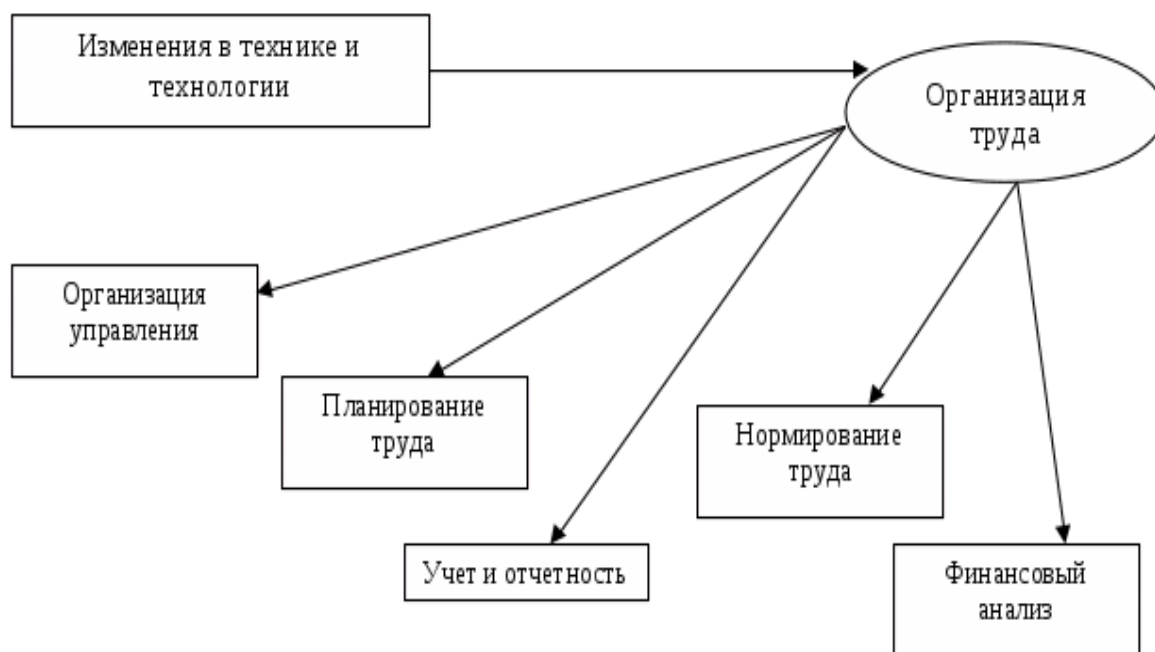 Изменения в технике и
технологии
Организация
труда
Организация
управления
Планирование
труда
Нормирование
труда
Учет и отчетность
Финансовый
анализ